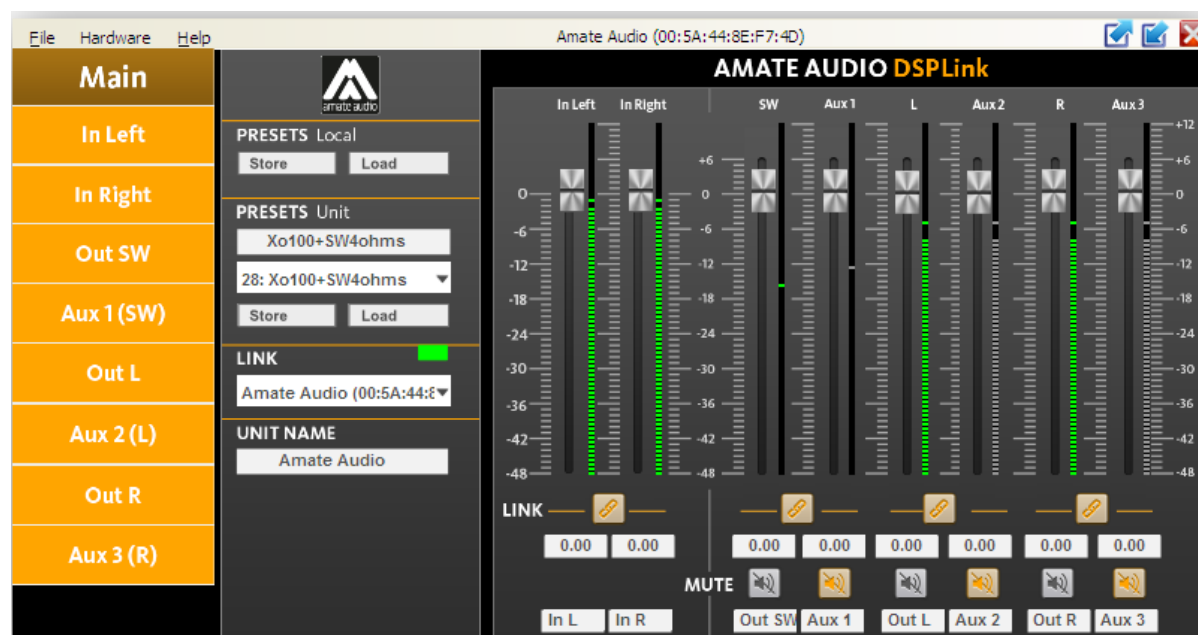 File Hardware Help
Amate Audio (00:5A:44:8E:F7:4D)
Main
In Left
In Right
Out SW
Aux 1 (SW)
Out L
Aux 2 (L)
Out R
Aux 3 (R)
amate audio
PRESETS Local
Store Load
PRESETS Unit
Xo100+SW4ohms
28: Xo100+SW4ohms
Store Load
LINK
Amate Audio (00:5A:44:8
UNIT NAME
Amate Audio
AMATE AUDIO DSPLink
In Left In Right SW Aux 1 L Aux 2 R Aux 3
+12
+6 +6
0 0 0
-6 -6 -6
-12 -12 -12
-18 -18 -18
-24 -24 -24
-30 -30 -30
-36 -36 -36
-42 -42 -42
-48 -48 -48
LINK
0.00 0.00 0.00 0.00 0.00 0.00 0.00 0.00
MUTE
In L In R Out SW Aux 1 Out L Aux 2 Out R Aux 3